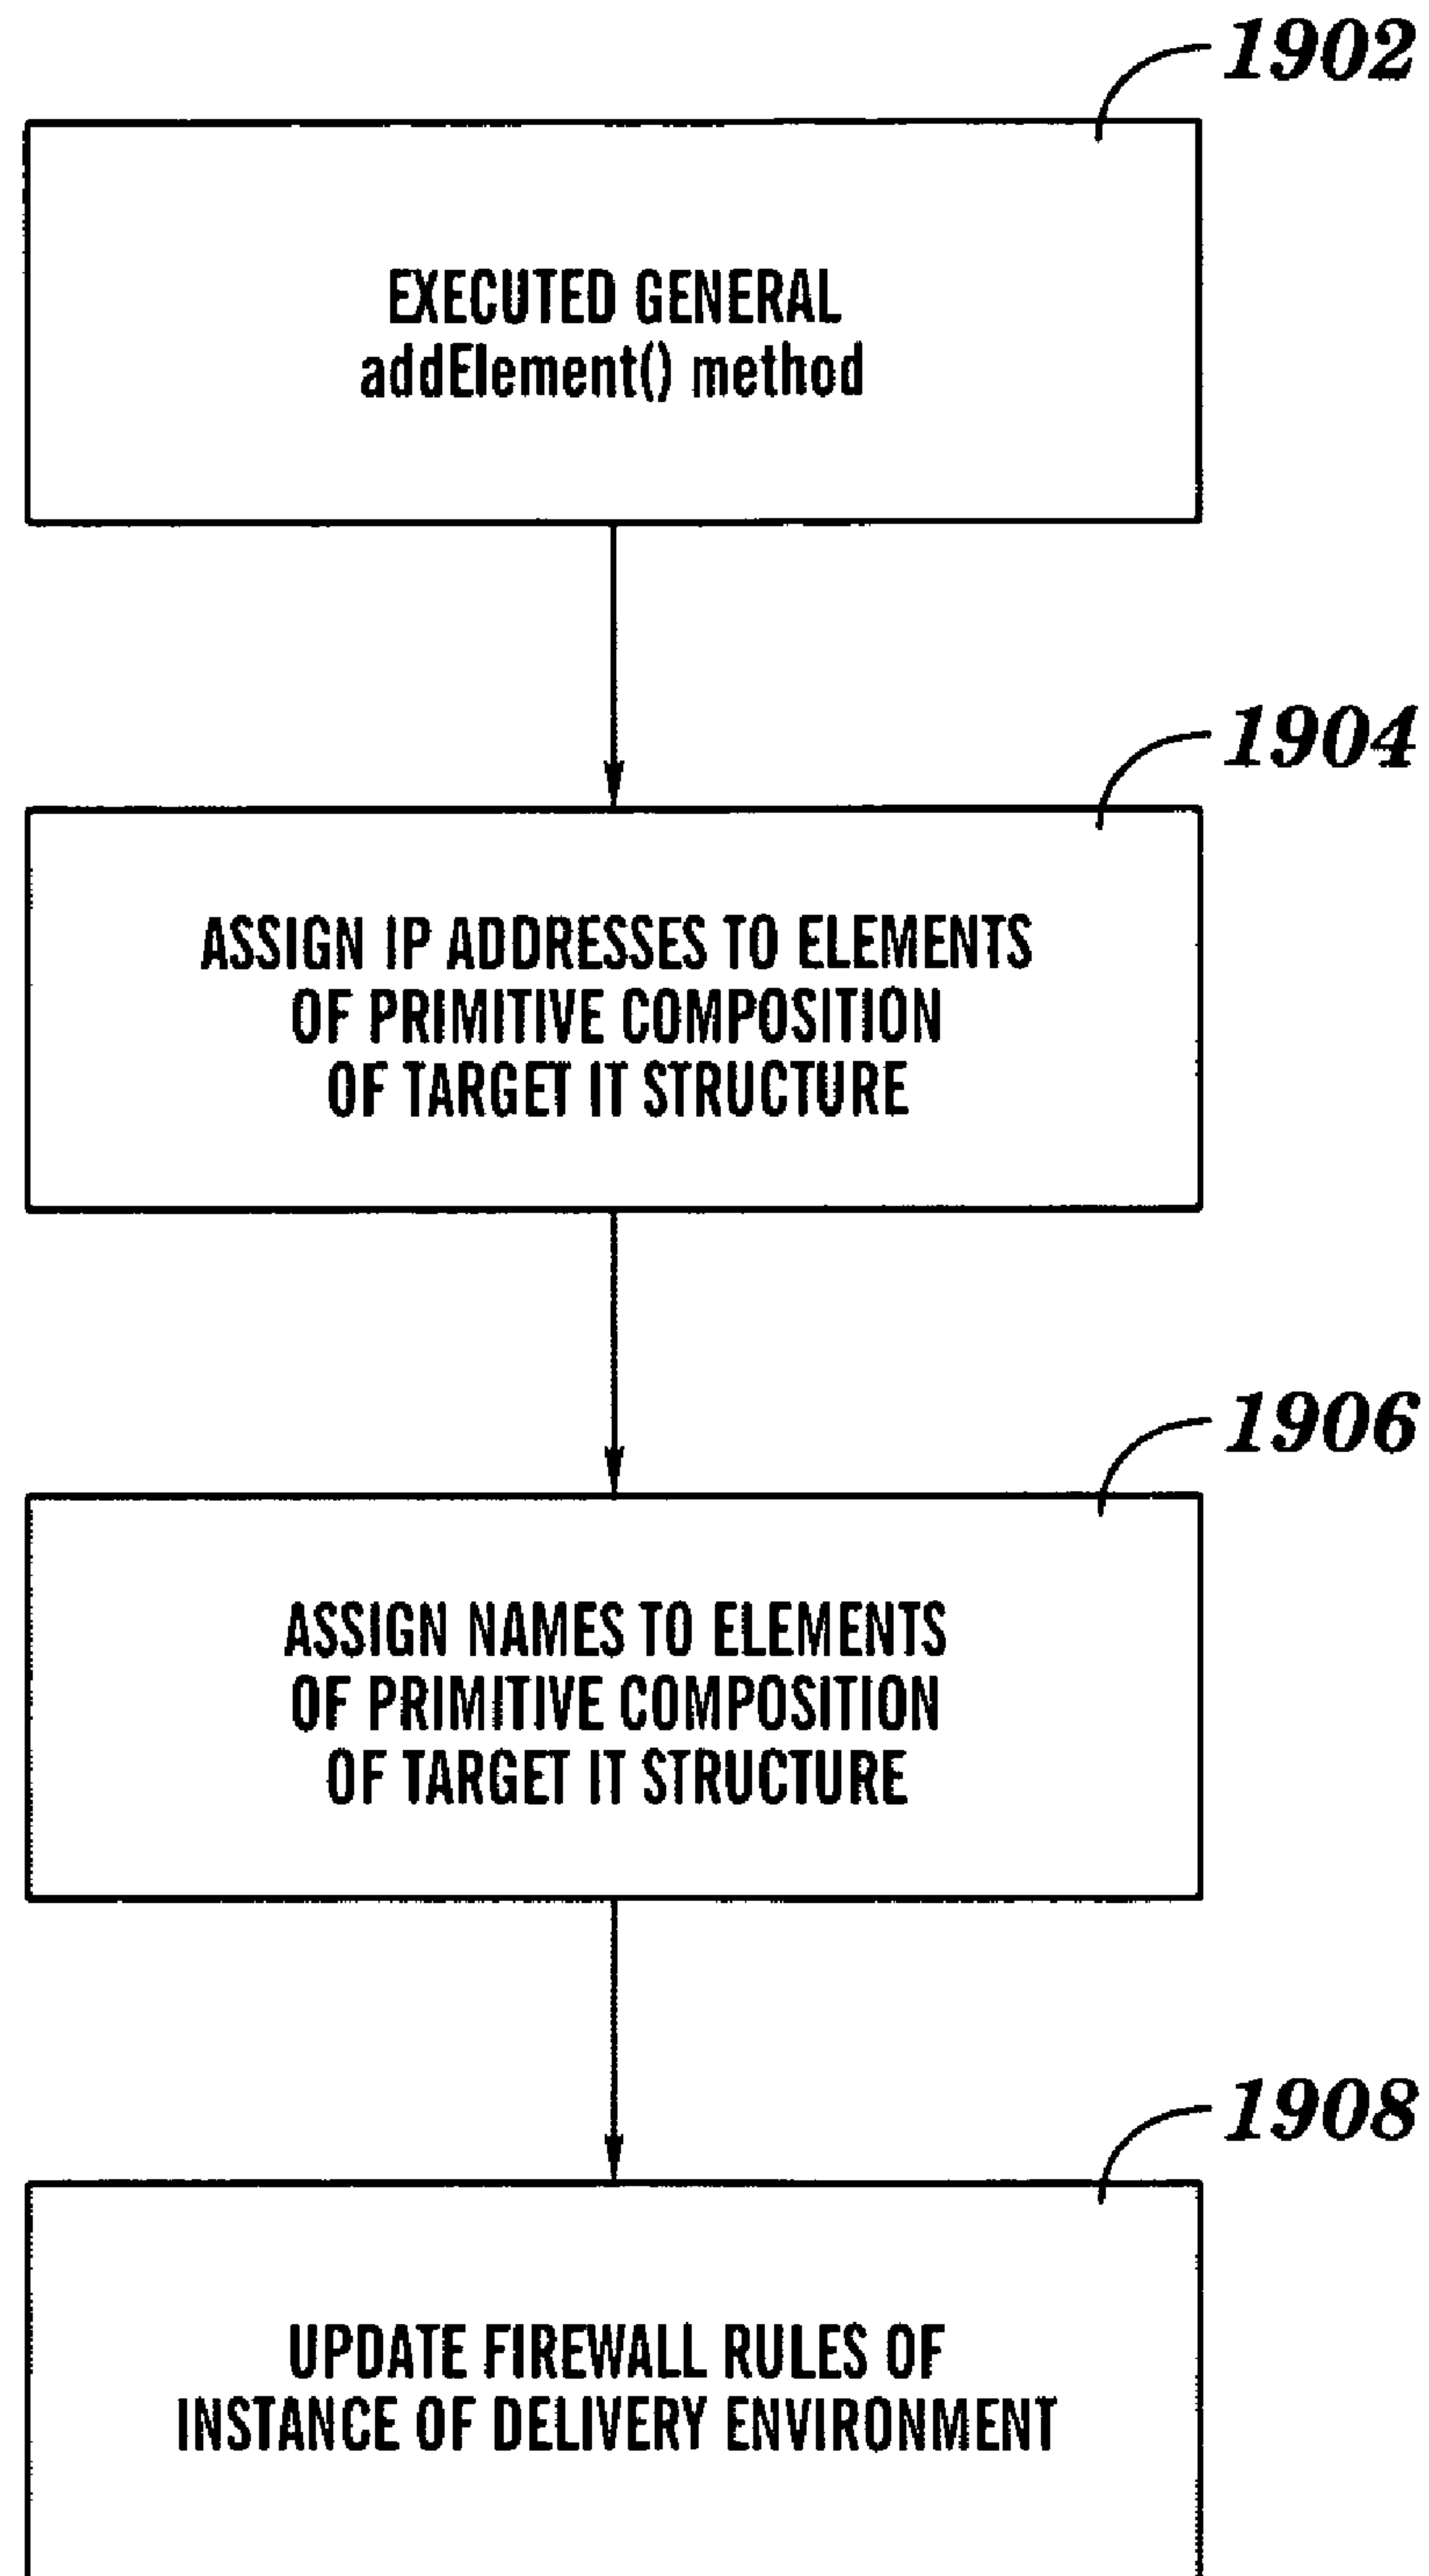 1902
EXECUTED GENERAL
addElement() method
1904
ASSIGN IP ADDRESSES TO ELEMENTS
OF PRIMITIVE COMPOSITION
OF TARGET IT STRUCTURE
1906
ASSIGN NAMES TO ELEMENTS
OF PRIMITIVE COMPOSITION
OF TARGET IT STRUCTURE
1908
UPDATE FIREWALL RULES OF
INSTANCE OF DELIVERY ENVIRONMENT